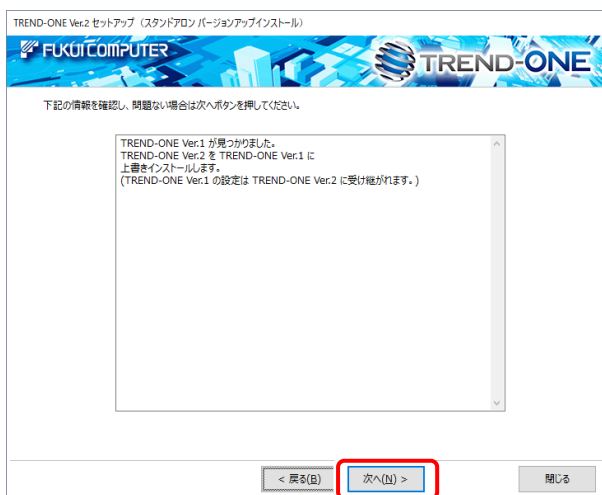 TREND-ONE Ver.2 セットアップ（スタンドアロン バージョンアップインストール）
FUKUI COMPUTER
TREND-ONE
下記の情報を確認し、問題ない場合は次へボタンを押してください。
TREND-ONE Ver.1 が見つかりました。
TREND-ONE Ver.2 を TREND-ONE Ver.1 に
上書きインストールします。
(TREND-ONE Ver.1 の設定は TREND-ONE Ver.2 に受け継がれます。)
< 戻る(B) 次へ(N) > 閉じる